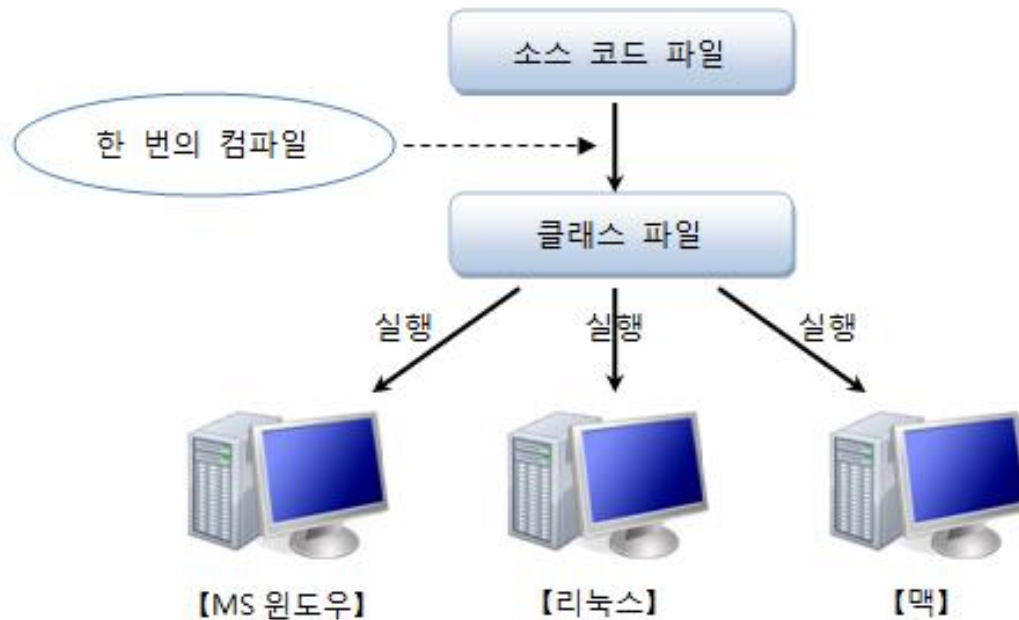 소스 코드 파일
한 번의 컴파일
클래스 파일
실행
실행
실행
【MS 윈도우】
【리눅스】
【맥】